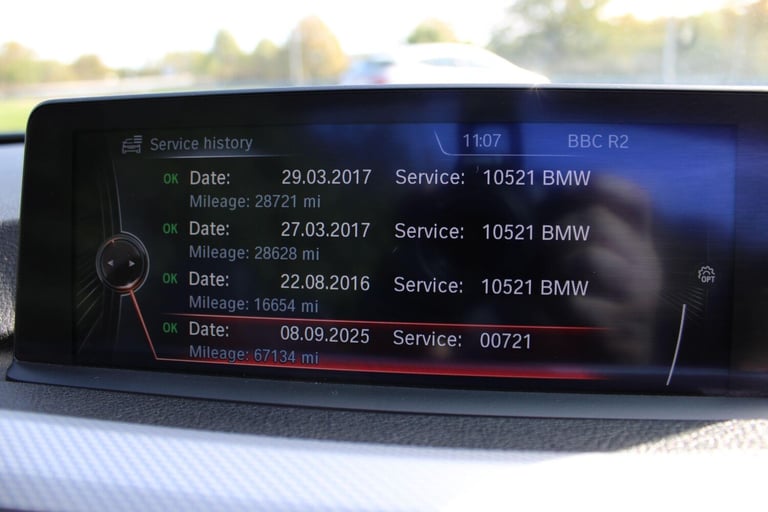 Service history 11:07 BBC R2
OK Date: 29.03.2017 Service: 10521 BMW
Mileage: 28721 mi
OK Date: 27.03.2017 Service: 10521 BMW
Mileage: 28628 mi
OK Date: 22.08.2016 Service: 10521 BMW
Mileage: 16654 mi
OPT
OK Date: 08.09.2025 Service: 00721
Mileage: 67134 mi